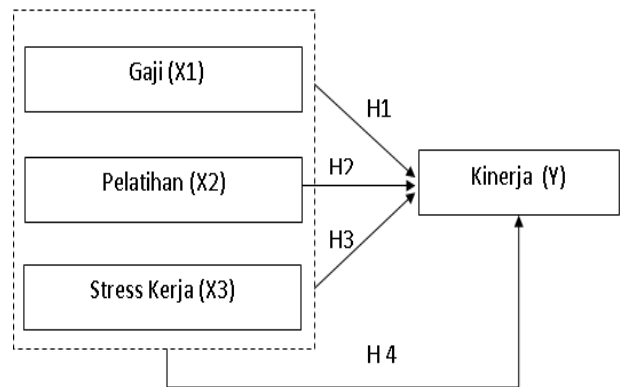 Gaji (X1)
H1
Pelatihan (X2)
H2
Kinerja (Y)
H3
Stress Kerja (X3)
H 4